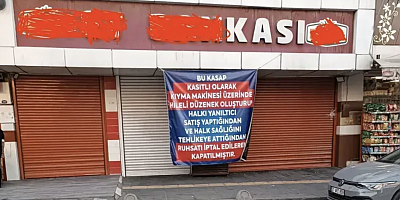 KASI
BU KASAP
KASITLI OLARAK
KIYMA MAKİNESİ ÜZERİNDE
HİLELİ DÜZENEK OLUŞTURUP
HALKI YANILTICI
SATIŞ YAPTIĞINDAN
VE HALK SAĞLIĞINI
TEHLİKEYE ATTIĞINDAN
RUHSATI İPTAL EDİLEREK
KAPATILMIŞTIR.